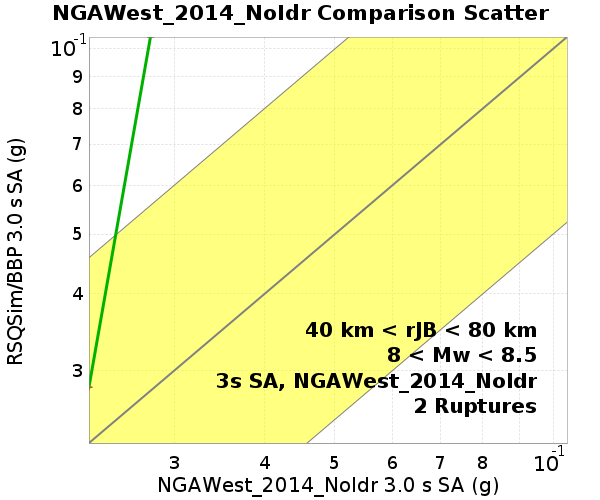 NGAWest_2014_NoIdr Comparison Scatter
RSQSim/BBP 3.0 s SA (g)
10-1
9
8
7
6
5
4
3
40 km < rJB < 80 km
8 < Mw < 8.5
3s SA, NGAWest_2014_NoIdr
2 Ruptures
3 4 5 6 7 8 9 10-1
NGAWest_2014_NoIdr 3.0 s SA (g)